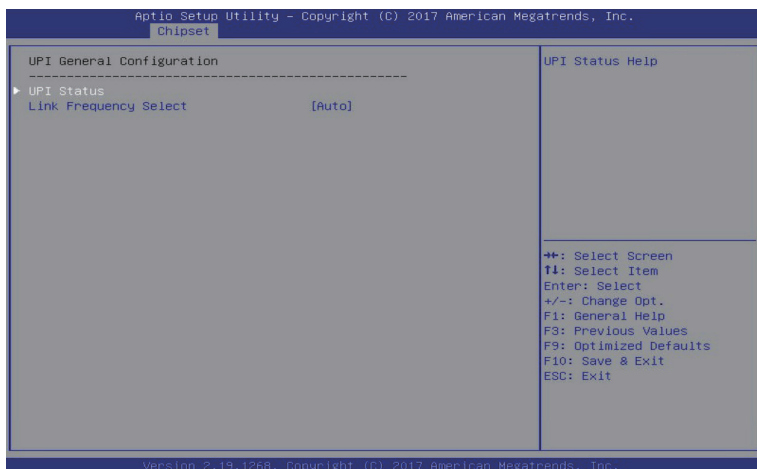 Aptio Setup Utility – Copyright (C) 2017 American Megatrends, Inc.
Chipset
UPI General Configuration
------------------------------------------------
UPI Status
Link Frequency Select [Auto]
UPI Status Help
→←: Select Screen
↑↓: Select Item
Enter: Select
+/-: Change Opt.
F1: General Help
F3: Previous Values
F9: Optimized Defaults
F10: Save & Exit
ESC: Exit
Version 2.19.1268. Copyright (C) 2017 American Megatrends, Inc.